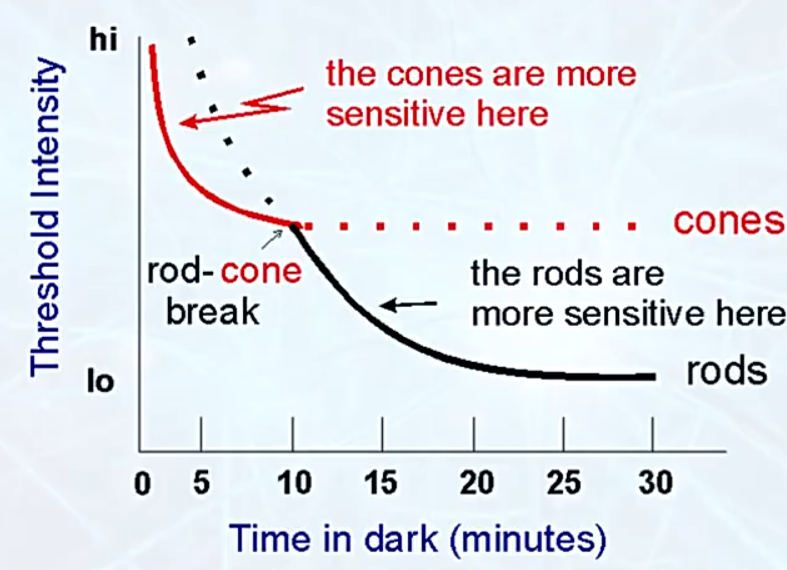 hi
the cones are more
sensitive here
Threshold Intensity
cones
rod-cone
break
the rods are
more sensitive here
lo
rods
0 5 10 15 20 25 30
Time in dark (minutes)